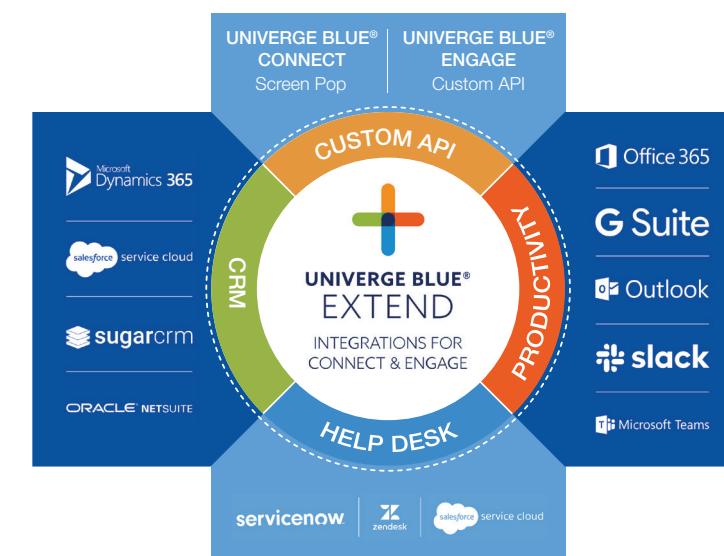 UNIVERGE BLUE®
CONNECT
Screen Pop
UNIVERGE BLUE®
ENGAGE
Custom API
CUSTOM API
Microsoft
Dynamics 365
salesforce service cloud
sugarcrm
ORACLE® NETSUITE
CRM
UNIVERGE BLUE®
EXTEND
INTEGRATIONS FOR
CONNECT & ENGAGE
PRODUCTIVITY
Office 365
G Suite
Outlook
slack
Microsoft Teams
HELP DESK
servicenow
zendesk
salesforce service cloud